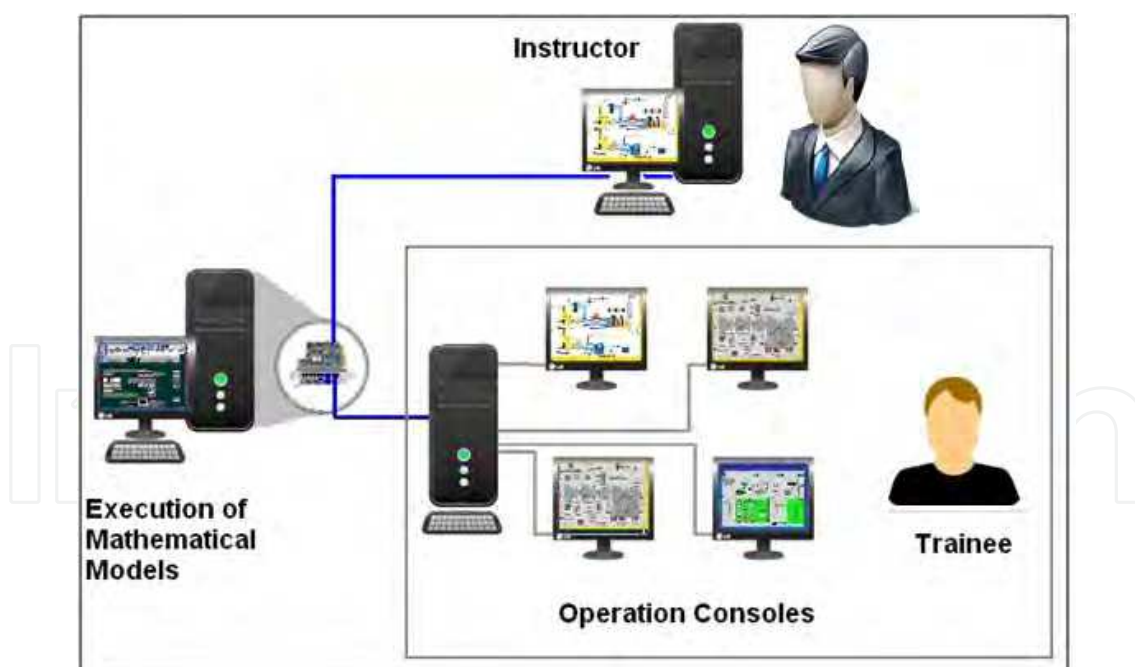 Instructor
Execution of
Mathematical
Models
Operation Consoles
Trainee